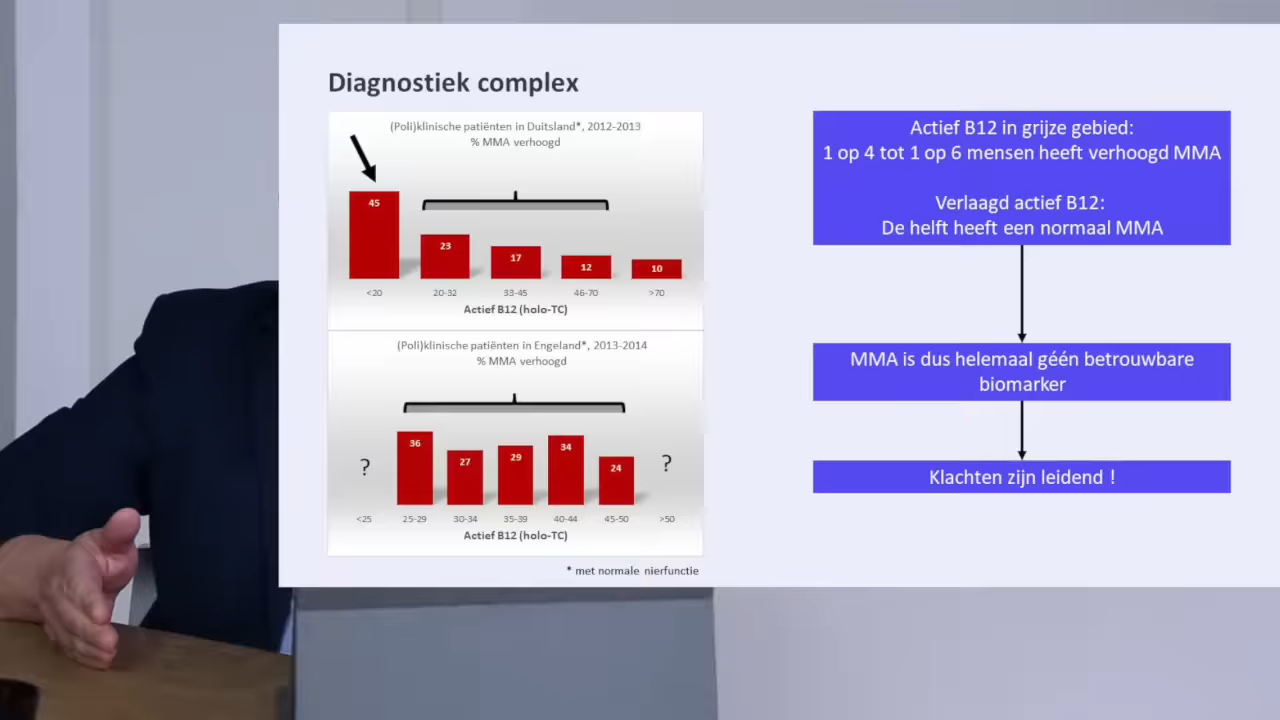 Diagnostiek complex
(Poli)klinische patiënten in Duitsland*, 2012-2013
% MMA verhoogd
45
23
17
12
10
<20
20-32
33-45
46-70
>70
Actief B12 (holo-TC)
(Poli)klinische patiënten in Engeland*, 2013-2014
% MMA verhoogd
?
36
27
29
34
24
?
<25
25-29
30-34
35-39
40-44
45-50
>50
Actief B12 (holo-TC)
* met normale nierfunctie
Actief B12 in grijze gebied:
1 op 4 tot 1 op 6 mensen heeft verhoogd MMA
Verlaagd actief B12:
De helft heeft een normaal MMA
MMA is dus helemaal géén betrouwbare
biomarker
Klachten zijn leidend !